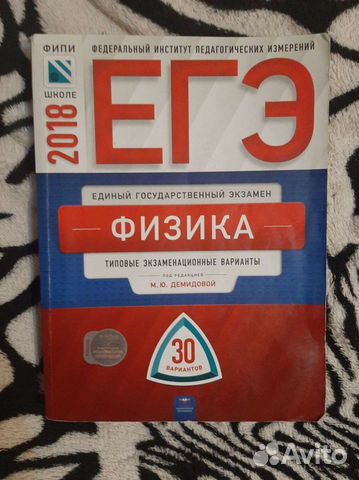 ФИПИ
ШКОЛЕ
ФЕДЕРАЛЬНЫЙ ИНСТИТУТ ПЕДАГОГИЧЕСКИХ ИЗМЕРЕНИЙ
2018
ЕГЭ
ЕДИНЫЙ ГОСУДАРСТВЕННЫЙ ЭКЗАМЕН
ФИЗИКА
ТИПОВЫЕ ЭКЗАМЕНАЦИОННЫЕ ВАРИАНТЫ
ПОД РЕДАКЦИЕЙ
М. Ю. ДЕМИДОВОЙ
30
ВАРИАНТОВ
Avito